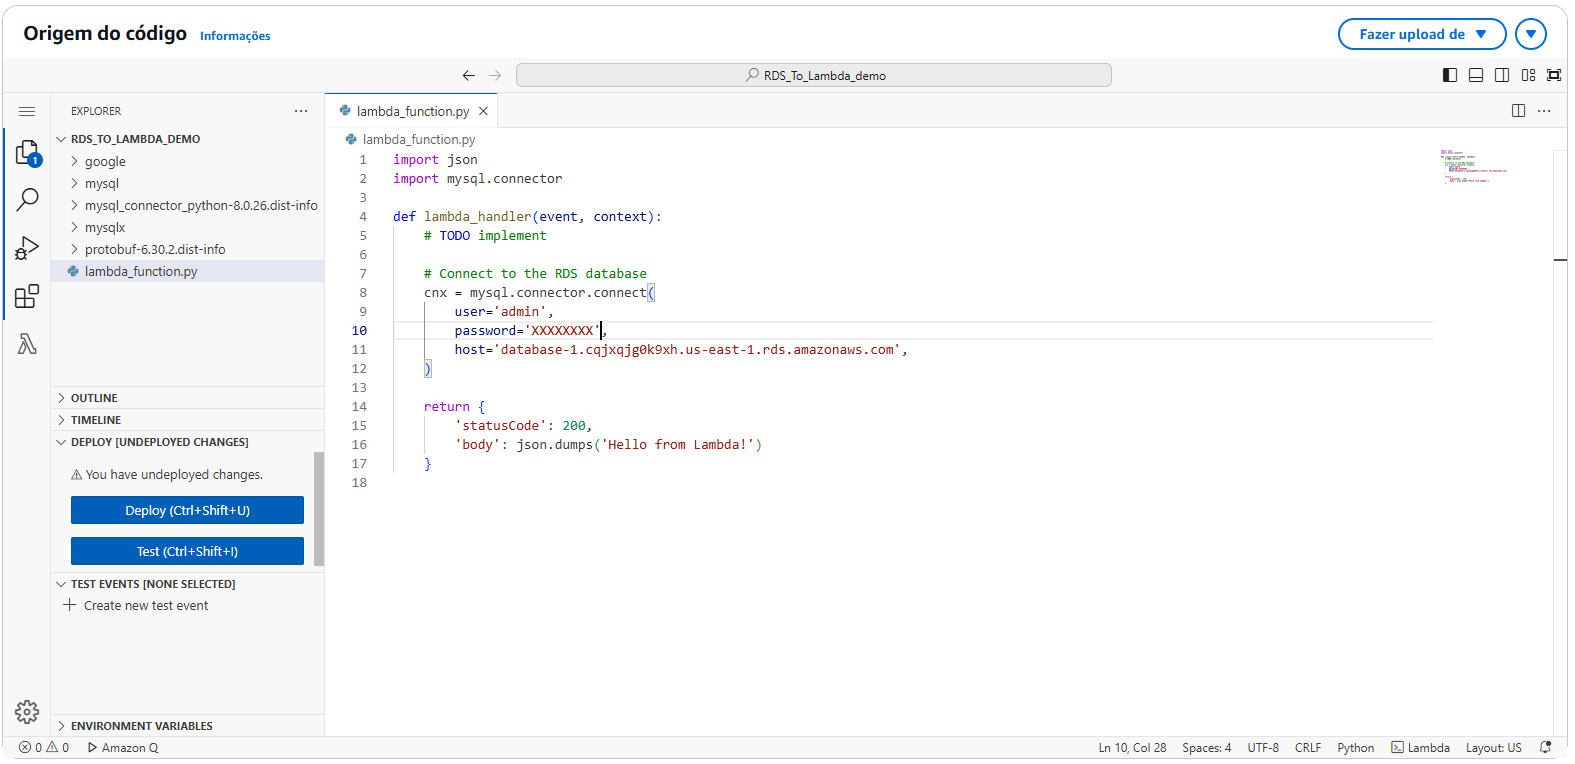 Origem do código Informações
Fazer upload de
RDS_To_Lambda_demo
EXPLORER
RDS_TO_LAMBDA_DEMO
google
mysql
mysql_connector_python-8.0.26.dist-info
mysqlx
protobuf-6.30.2.dist-info
lambda_function.py
1
OUTLINE
TIMELINE
DEPLOY [UNDEPLOYED CHANGES]
You have undeployed changes.
Deploy (Ctrl+Shift+U)
Test (Ctrl+Shift+I)
TEST EVENTS [NONE SELECTED]
Create new test event
ENVIRONMENT VARIABLES
lambda_function.py
lambda_function.py
1 import json
2 import mysql.connector
3
4 def lambda_handler(event, context):
5 # TODO implement
6
7 # Connect to the RDS database
8 cnx = mysql.connector.connect(
9 user='admin',
10 password='XXXXXXXX',
11 host='database-1.cqjxqjg0k9xh.us-east-1.rds.amazonaws.com',
12 )
13
14 return {
15 'statusCode': 200,
16 'body': json.dumps('Hello from Lambda!')
17 }
18
0 0 Amazon Q
Ln 10, Col 28 Spaces: 4 UTF-8 CRLF Python Lambda Layout: US